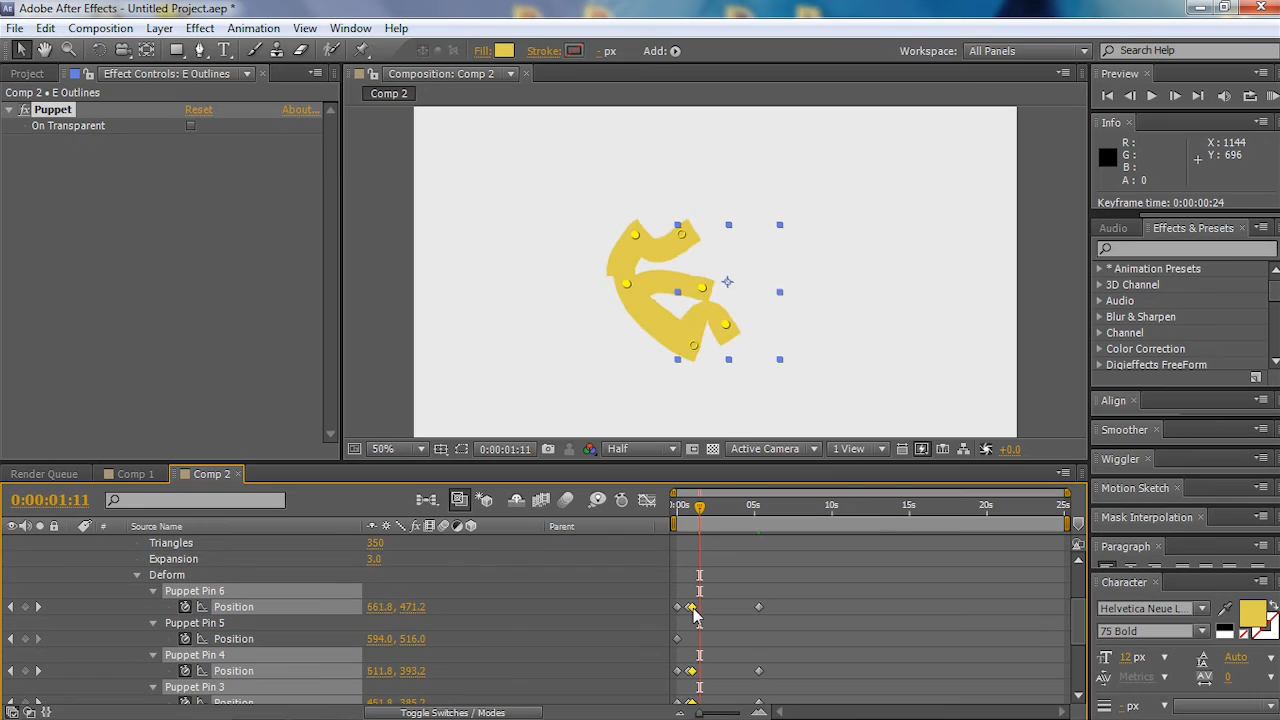 Adobe After Effects - Untitled Project.aep *
File Edit Composition Layer Effect Animation View Window Help
Fill: Stroke: - px Add: Workspace: All Panels Search Help
Project Effect Controls: E Outlines Composition: Comp 2 Preview
Comp 2 • E Outlines Comp 2
Puppet Reset About...
On Transparent
Info
R: X: 1144
G: Y: 696
B:
A: 0
Keyframe time: 0:00:00:24
Audio Effects & Presets
* Animation Presets
3D Channel
Audio
Blur & Sharpen
Channel
Color Correction
Digieffects FreeForm
Align
Smoother
Wiggler
Motion Sketch
Mask Interpolation
Paragraph
Character
Helvetica Neue L...
75 Bold
12 px Auto
Metrics 0
- px
50% 0:00:01:11 Half Active Camera 1 View +0.0
Render Queue Comp 1 Comp 2
0:00:01:11
:00s 05s 10s 15s 20s 25s
# Source Name Parent
Triangles 350
Expansion 3.0
Deform
Puppet Pin 6
Position 661.8, 471.2
Puppet Pin 5
Position 594.0, 516.0
Puppet Pin 4
Position 511.8, 393.2
Puppet Pin 3
Toggle Switches / Modes